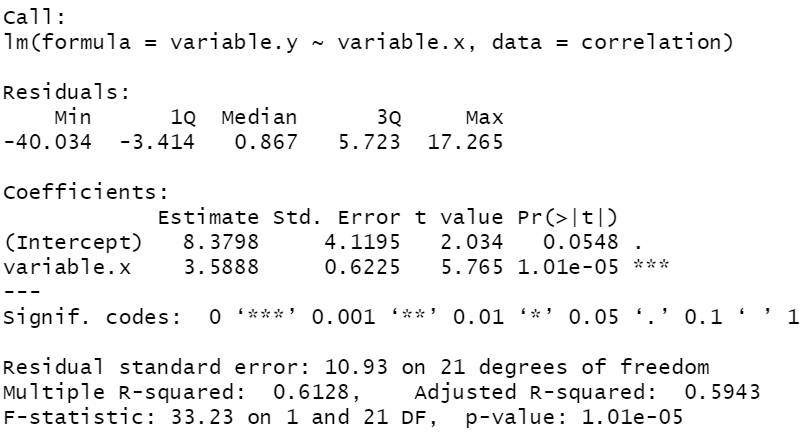 Call:
lm(formula = variable.y ~ variable.x, data = correlation)
Residuals:
Min 1Q Median 3Q Max
-40.034 -3.414 0.867 5.723 17.265
Coefficients:
Estimate Std. Error t value Pr(>|t|)
(Intercept) 8.3798 4.1195 2.034 0.0548 .
variable.x 3.5888 0.6225 5.765 1.01e-05 ***
---
Signif. codes: 0 ‘***’ 0.001 ‘**’ 0.01 ‘*’ 0.05 ‘.’ 0.1 ‘ ’ 1
Residual standard error: 10.93 on 21 degrees of freedom
Multiple R-squared: 0.6128, Adjusted R-squared: 0.5943
F-statistic: 33.23 on 1 and 21 DF, p-value: 1.01e-05